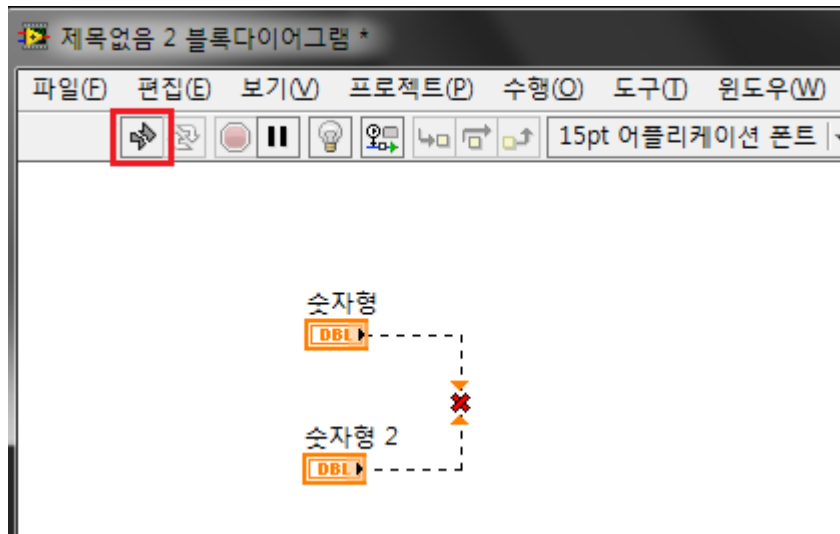 제목없음 2 블록다이어그램 *
파일(F) 편집(E) 보기(V) 프로젝트(P) 수행(O) 도구(T) 윈도우(W)
15pt 어플리케이션 폰트
숫자형
DBL
숫자형 2
DBL